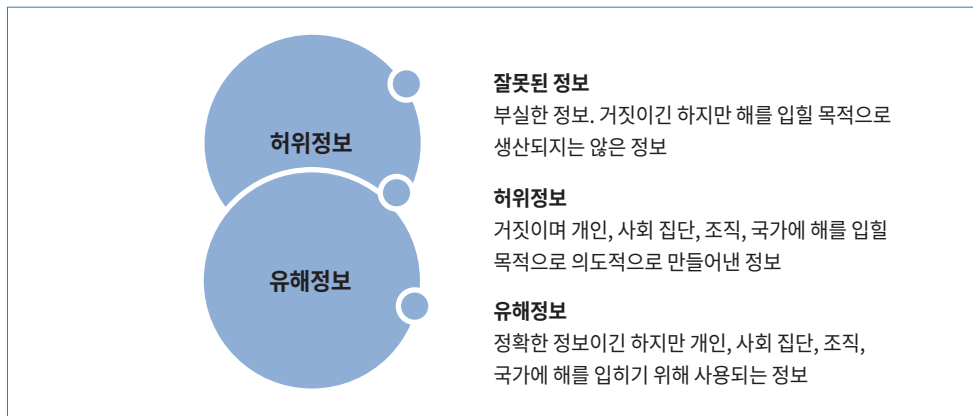 허위정보
유해정보
잘못된 정보
부실한 정보. 거짓이긴 하지만 해를 입힐 목적으로
생산되지는 않은 정보
허위정보
거짓이며 개인, 사회 집단, 조직, 국가에 해를 입힐
목적으로 의도적으로 만들어낸 정보
유해정보
정확한 정보이긴 하지만 개인, 사회 집단, 조직,
국가에 해를 입히기 위해 사용되는 정보